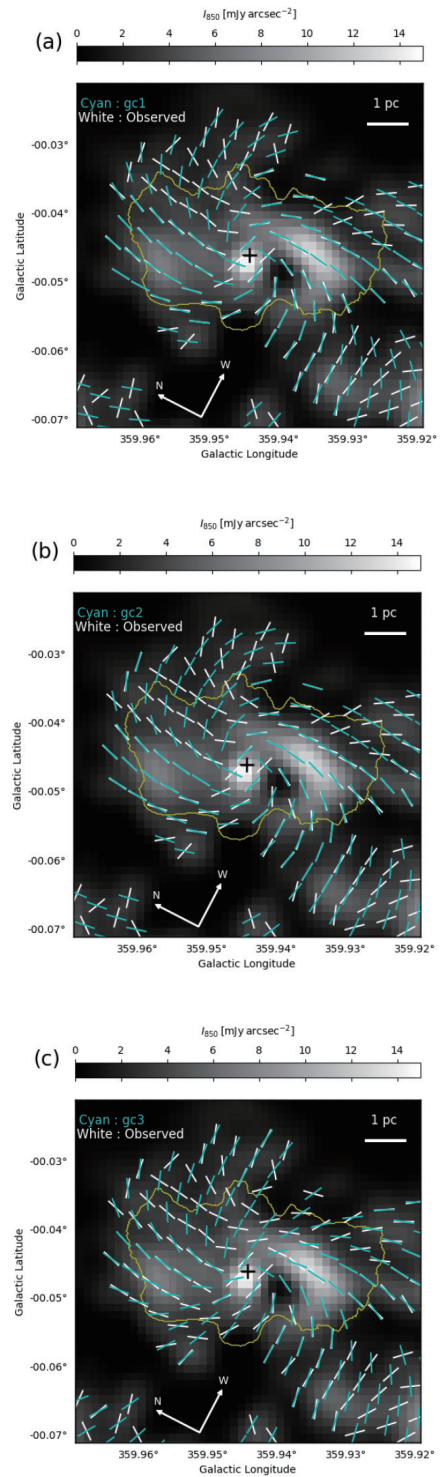 (a)
I850 [mJy arcsec−2]
0 2 4 6 8 10 12 14
Cyan : gc1
White : Observed
1 pc
-00.03°
-00.04°
-00.05°
-00.06°
-00.07°
Galactic Latitude
N
W
359.96° 359.95° 359.94° 359.93° 359.92°
Galactic Longitude
(b)
I850 [mJy arcsec−2]
0 2 4 6 8 10 12 14
Cyan : gc2
White : Observed
1 pc
-00.03°
-00.04°
-00.05°
-00.06°
-00.07°
Galactic Latitude
N
W
359.96° 359.95° 359.94° 359.93° 359.92°
Galactic Longitude
(c)
I850 [mJy arcsec−2]
0 2 4 6 8 10 12 14
Cyan : gc3
White : Observed
1 pc
-00.03°
-00.04°
-00.05°
-00.06°
-00.07°
Galactic Latitude
N
W
359.96° 359.95° 359.94° 359.93° 359.92°
Galactic Longitude